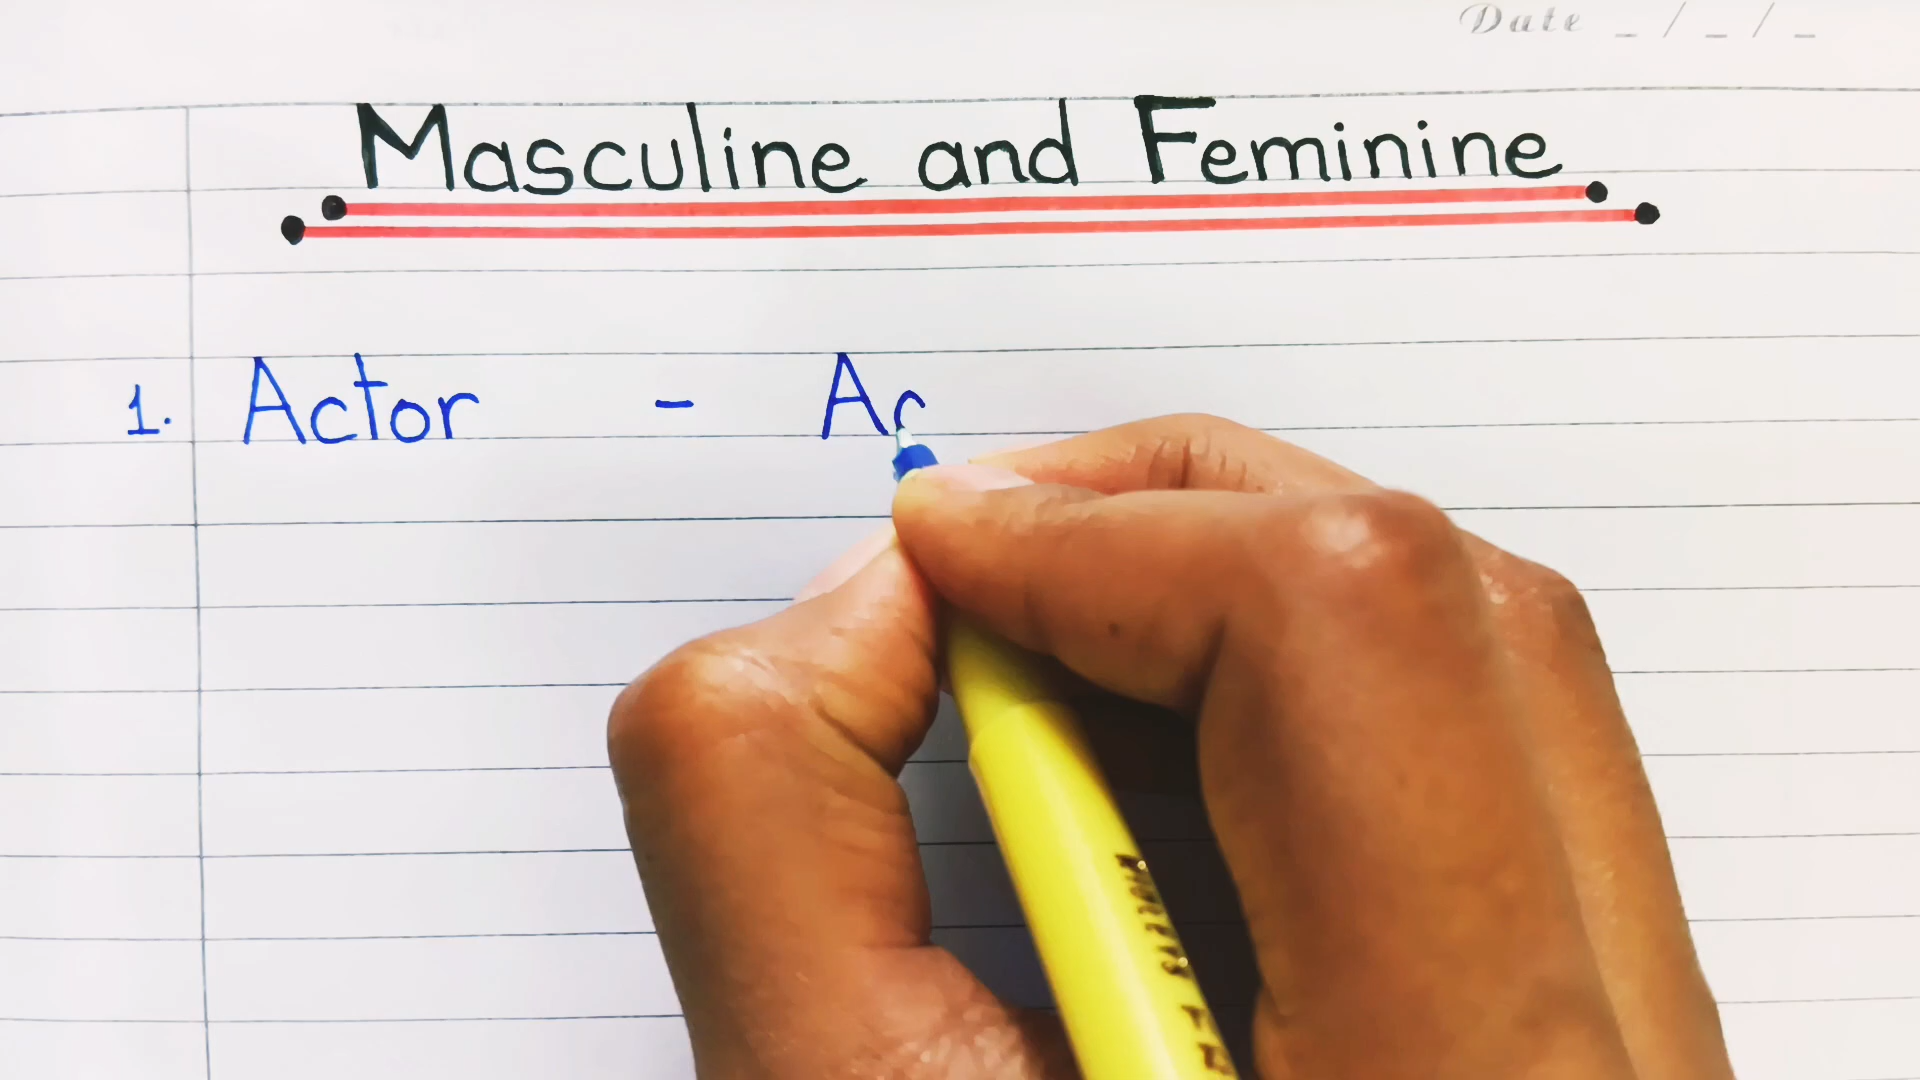 Date _ / _ / _
Masculine and Feminine
1. Actor - Ac